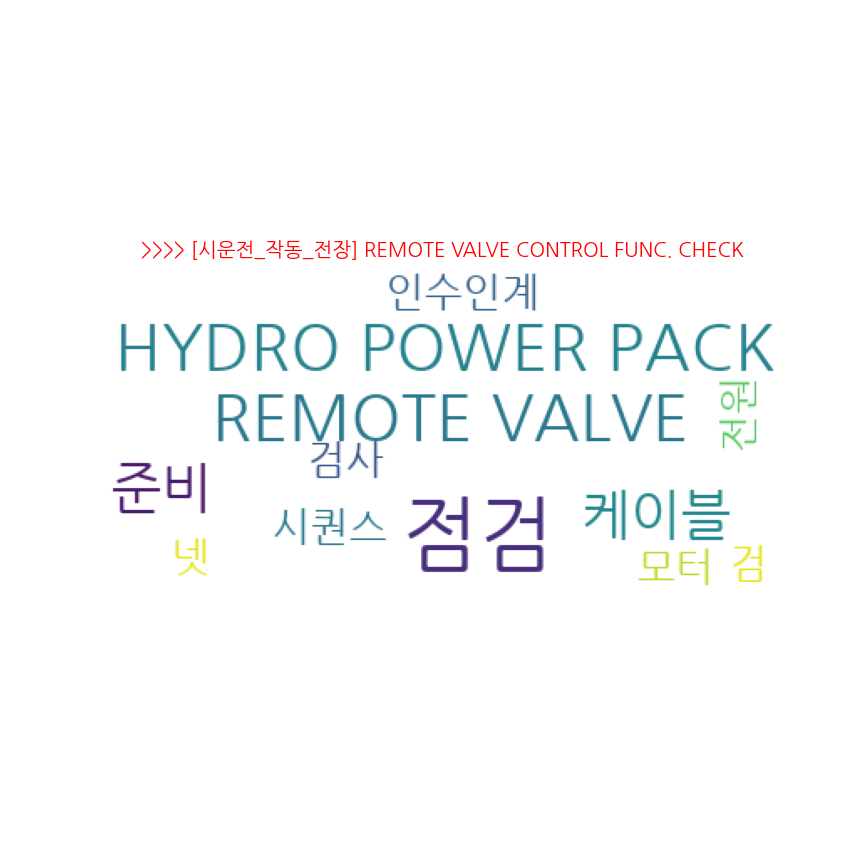 >>>> [시운전_작동_전장] REMOTE VALVE CONTROL FUNC. CHECK
인수인계
HYDRO POWER PACK
REMOTE VALVE
전원
검사
준비
케이블
시퀀스
점검
넷
모터
검